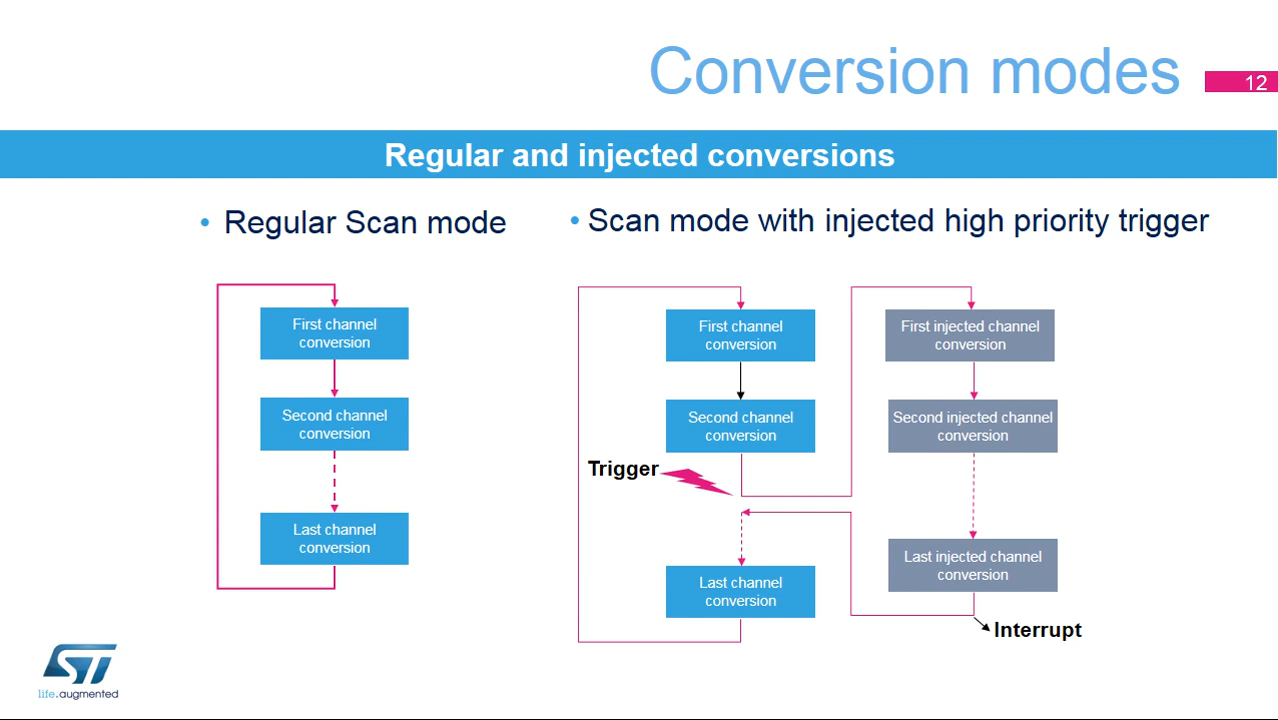 Conversion modes
12
Regular and injected conversions
• Regular Scan mode
First channel
conversion
Second channel
conversion
Last channel
conversion
• Scan mode with injected high priority trigger
First channel
conversion
Second channel
conversion
Trigger
Last channel
conversion
First injected channel
conversion
Second injected channel
conversion
Last injected channel
conversion
Interrupt
ST
life.augmented